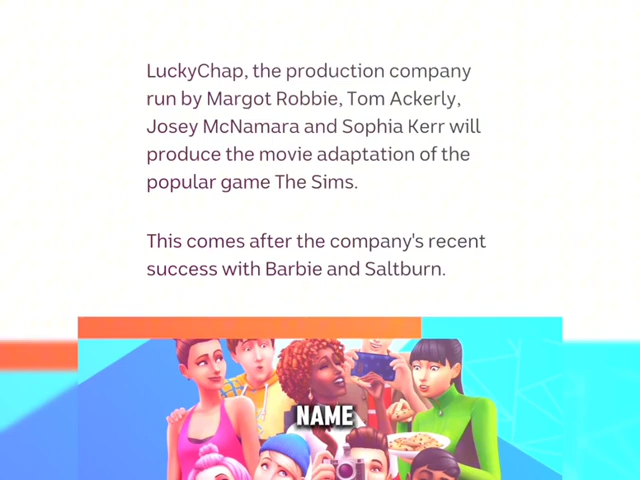 LuckyChap, the production company
run by Margot Robbie, Tom Ackerly,
Josey McNamara and Sophia Kerr will
produce the movie adaptation of the
popular game The Sims.
This comes after the company's recent
success with Barbie and Saltburn.
NAME